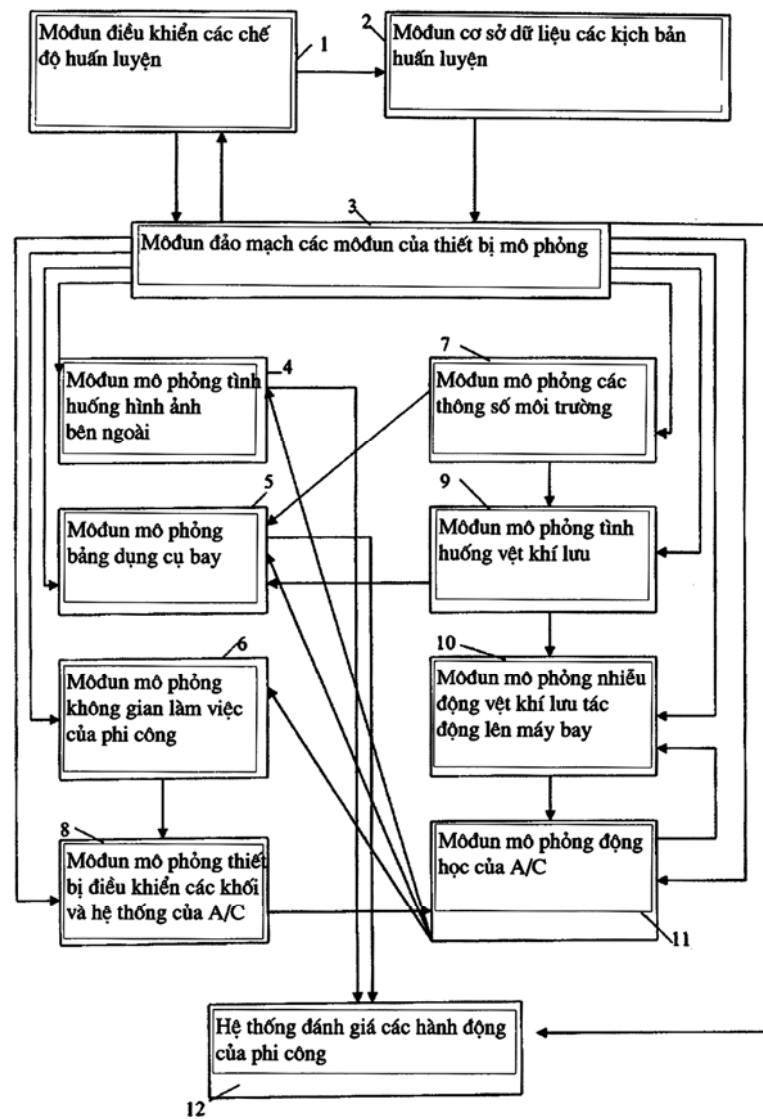 Môđun điều khiển các chế
độ huấn luyện
1
2
Môđun cơ sở dữ liệu các kịch bản
huấn luyện
3
Môđun đảo mạch các môđun của thiết bị mô phỏng
4
Môđun mô phỏng tình
huống hình ảnh
bên ngoài
7
Môđun mô phỏng các
thông số môi trường
5
Môđun mô phỏng
bảng dụng cụ bay
9
Môđun mô phỏng tình
huống vệt khí lưu
6
Môđun mô phỏng
không gian làm việc
của phi công
10
Môđun mô phỏng nhiễu
động vệt khí lưu tác
động lên máy bay
8
Môđun mô phỏng thiết
bị điều khiển các khối
và hệ thống của A/C
Môđun mô phỏng động
học của A/C
11
Hệ thống đánh giá các hành động
của phi công
12